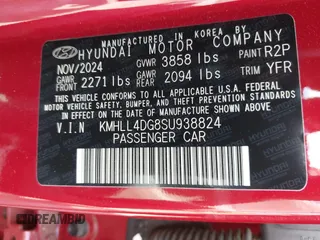 MANUFACTURED IN KOREA BY
HYUNDAI MOTOR COMPANY
NOV/2024 GVWR 3858 lbs PAINT R2P
GAWR FRONT 2271 lbs GAWR REAR 2094 lbs TRIM YFR
THIS VEHICLE CONFORMS TO ALL APPLICABLE U.S.A FEDERAL
MOTOR VEHICLE SAFETY, BUMPER, AND THEFT PREVENTION
STANDARDS IN EFFECT ON THE DATE OF MANUFACTURE SHOWN ABOVE.
V.I.N KMHLL4DG8SU938824
PASSENGER CAR
DREAMBID